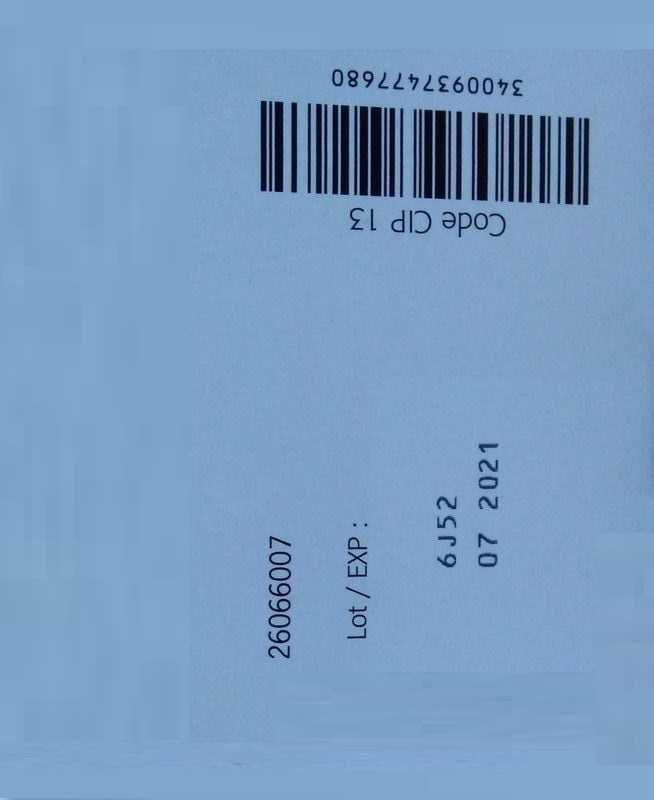 3400937477680
Code CIP 13
26066007
Lot / EXP :
6J52
07 2021